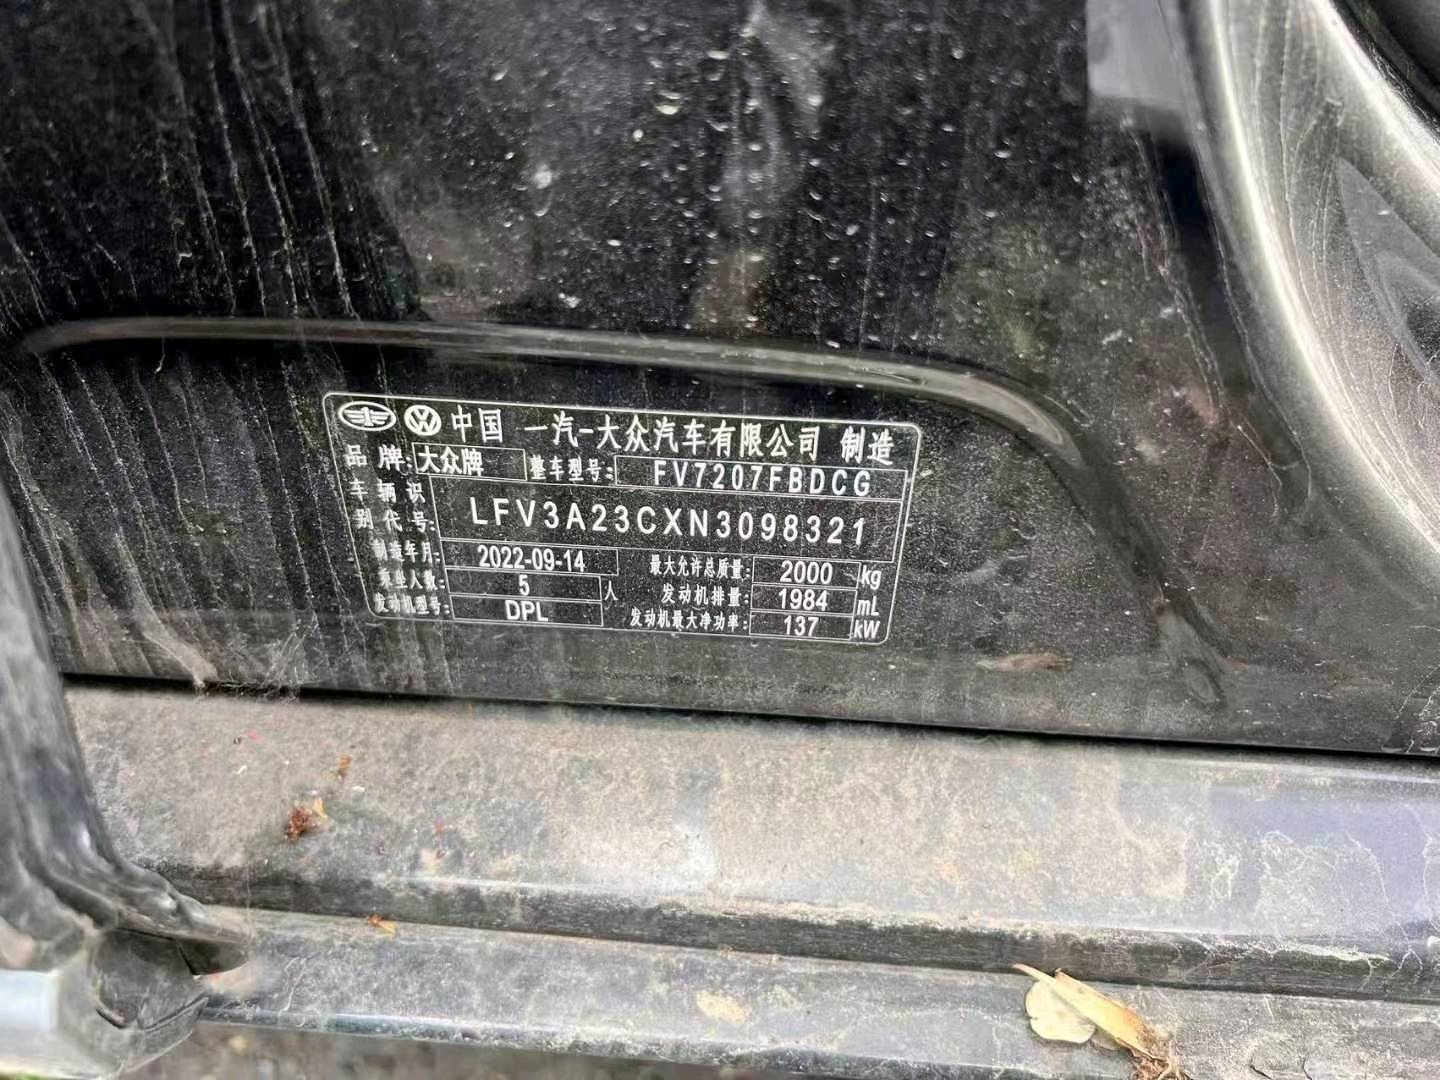 中国 一汽-大众汽车有限公司 制造
品牌: 大众牌 整车型号: FV7207FBDCG
车辆识别代号: LFV3A23CXN3098321
制造年月: 2022-09-14 最大允许总质量: 2000 kg
乘坐人数: 5 人 发动机排量: 1984 mL
发动机型号: DPL 发动机最大净功率: 137 kW